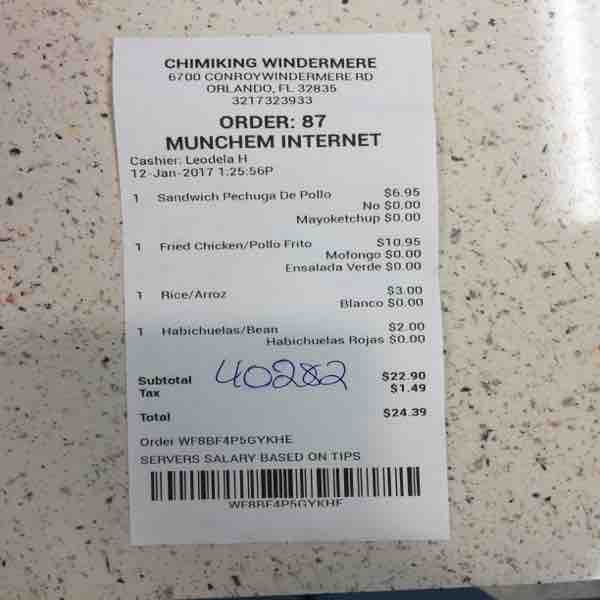 CHIMIKING WINDERMERE
6700 CONROYWINDERMERE RD
ORLANDO, FL 32835
3217323933
ORDER: 87
MUNCHEM INTERNET
Cashier: Leodela H
12-Jan-2017 1:25:56P
1 Sandwich Pechuga De Pollo $6.95
No $0.00
Mayoketchup $0.00
1 Fried Chicken/Pollo Frito $10.95
Mofongo $0.00
Ensalada Verde $0.00
1 Rice/Arroz $3.00
Blanco $0.00
1 Habichuelas/Bean $2.00
Habichuelas Rojas $0.00
40282
Subtotal $22.90
Tax $1.49
Total $24.39
Order WF8BF4P5GYKHE
SERVERS SALARY BASED ON TIPS
WF8BF4P5GYKHE